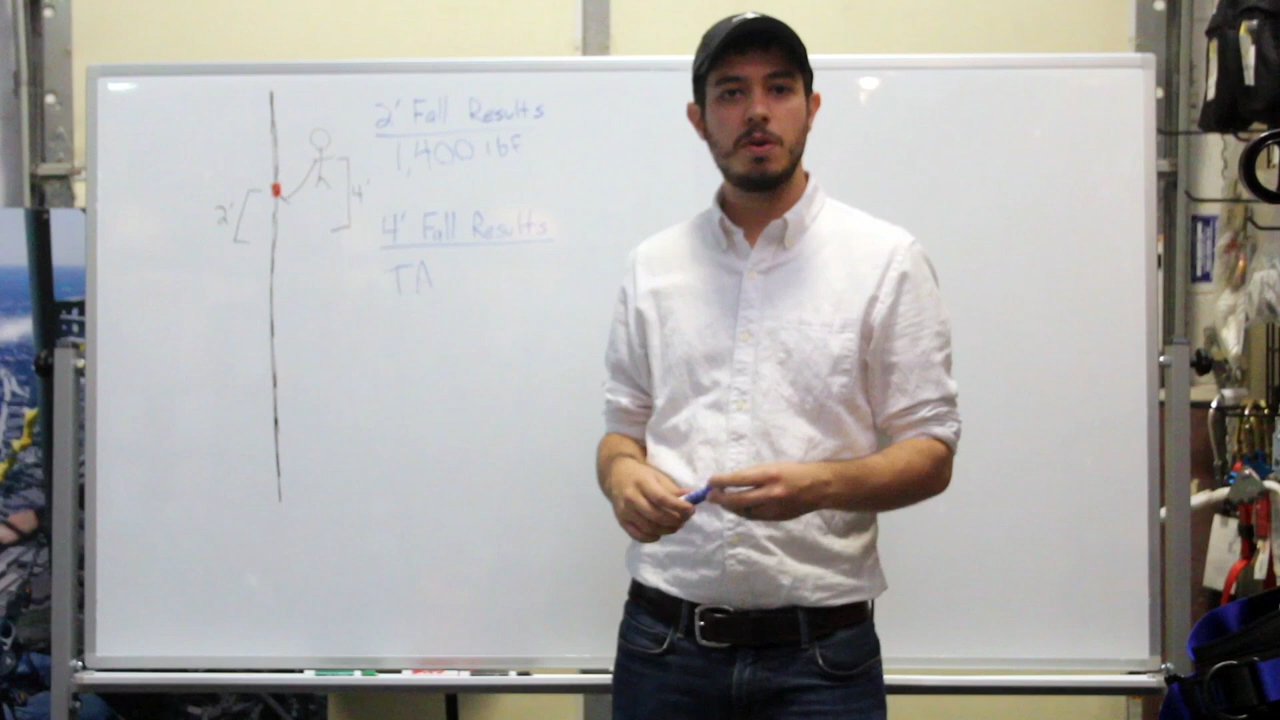 2' Fall Results
1,400 lbf
2'
4'
4' Fall Results
TA